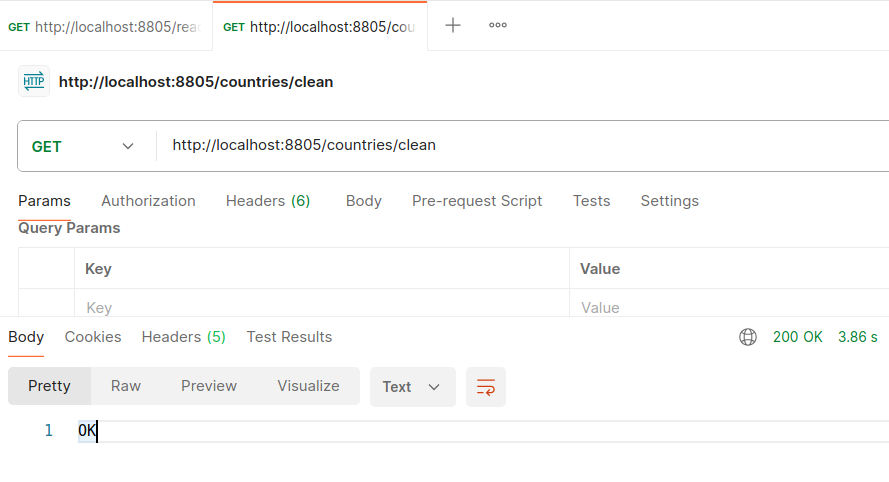 GET http://localhost:8805/rea GET http://localhost:8805/cou
HTTP http://localhost:8805/countries/clean
GET http://localhost:8805/countries/clean
Params Authorization Headers (6) Body Pre-request Script Tests Settings
Query Params
Key Value
Key Value
Body Cookies Headers (5) Test Results 200 OK 3.86 s
Pretty Raw Preview Visualize Text
1 OK